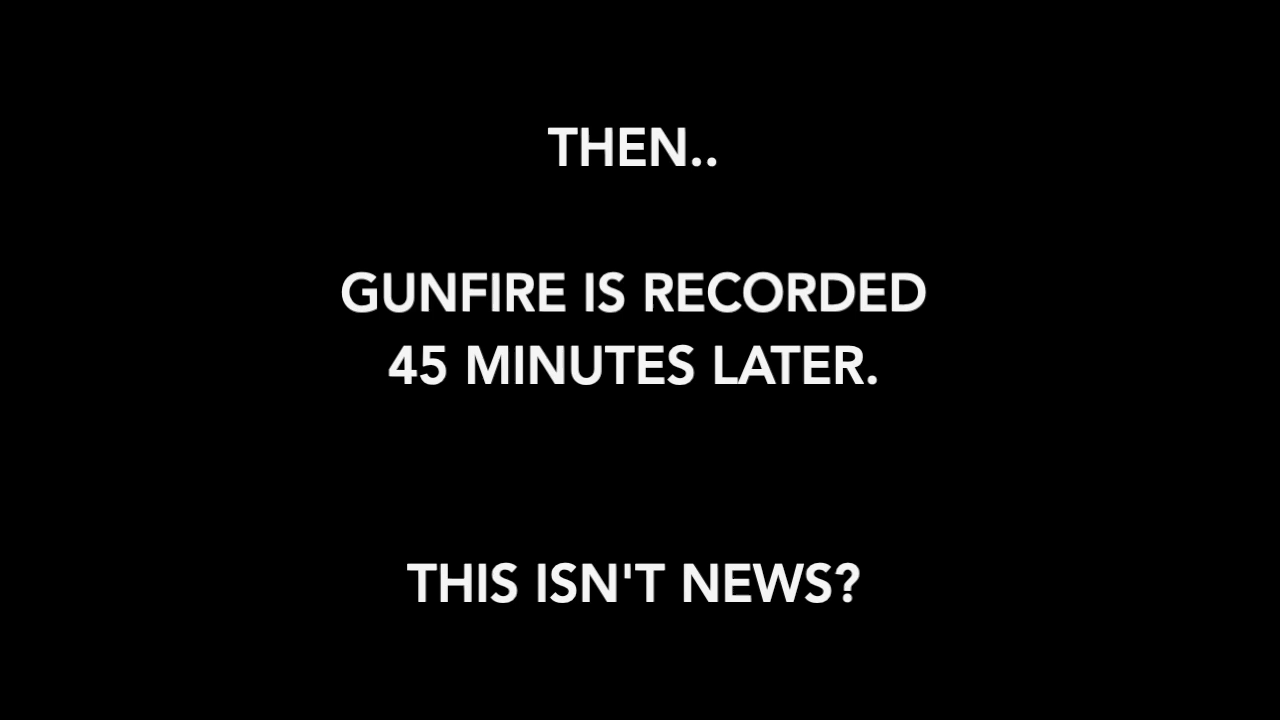 THEN..
GUNFIRE IS RECORDED
45 MINUTES LATER.
THIS ISN'T NEWS?